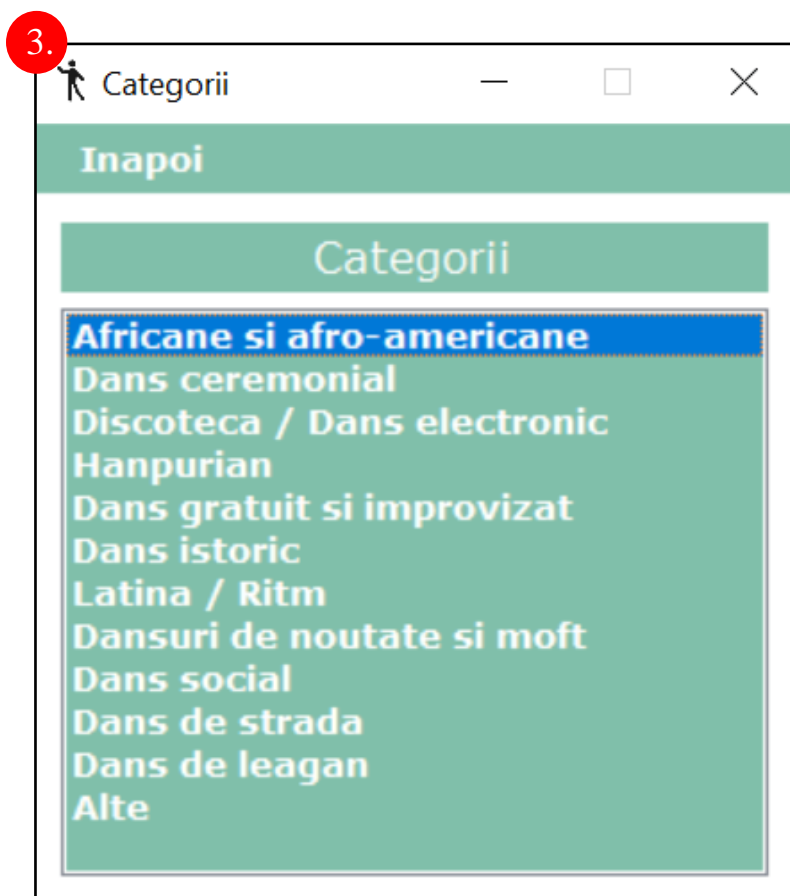 3.
Categorii
Inapoi
Categorii
Africane si afro-americane
Dans ceremonial
Discoteca / Dans electronic
Hanpurian
Dans gratuit si improvizat
Dans istoric
Latina / Ritm
Dansuri de noutate si moft
Dans social
Dans de strada
Dans de leagan
Alte